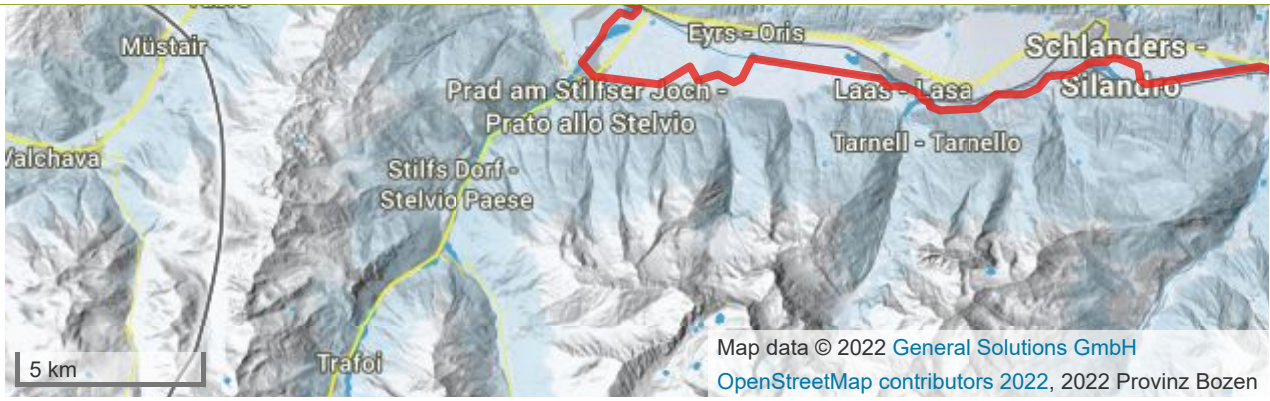 Müstair
Eyrs - Oris
Schlanders -
Silandro
Prad am Stilfser Joch -
Prato allo Stelvio
Laas - Lasa
Tarnell - Tarnello
Valchava
Stilfs Dorf -
Stelvio Paese
Trafoi
5 km
Map data © 2022 General Solutions GmbH
OpenStreetMap contributors 2022, 2022 Provinz Bozen